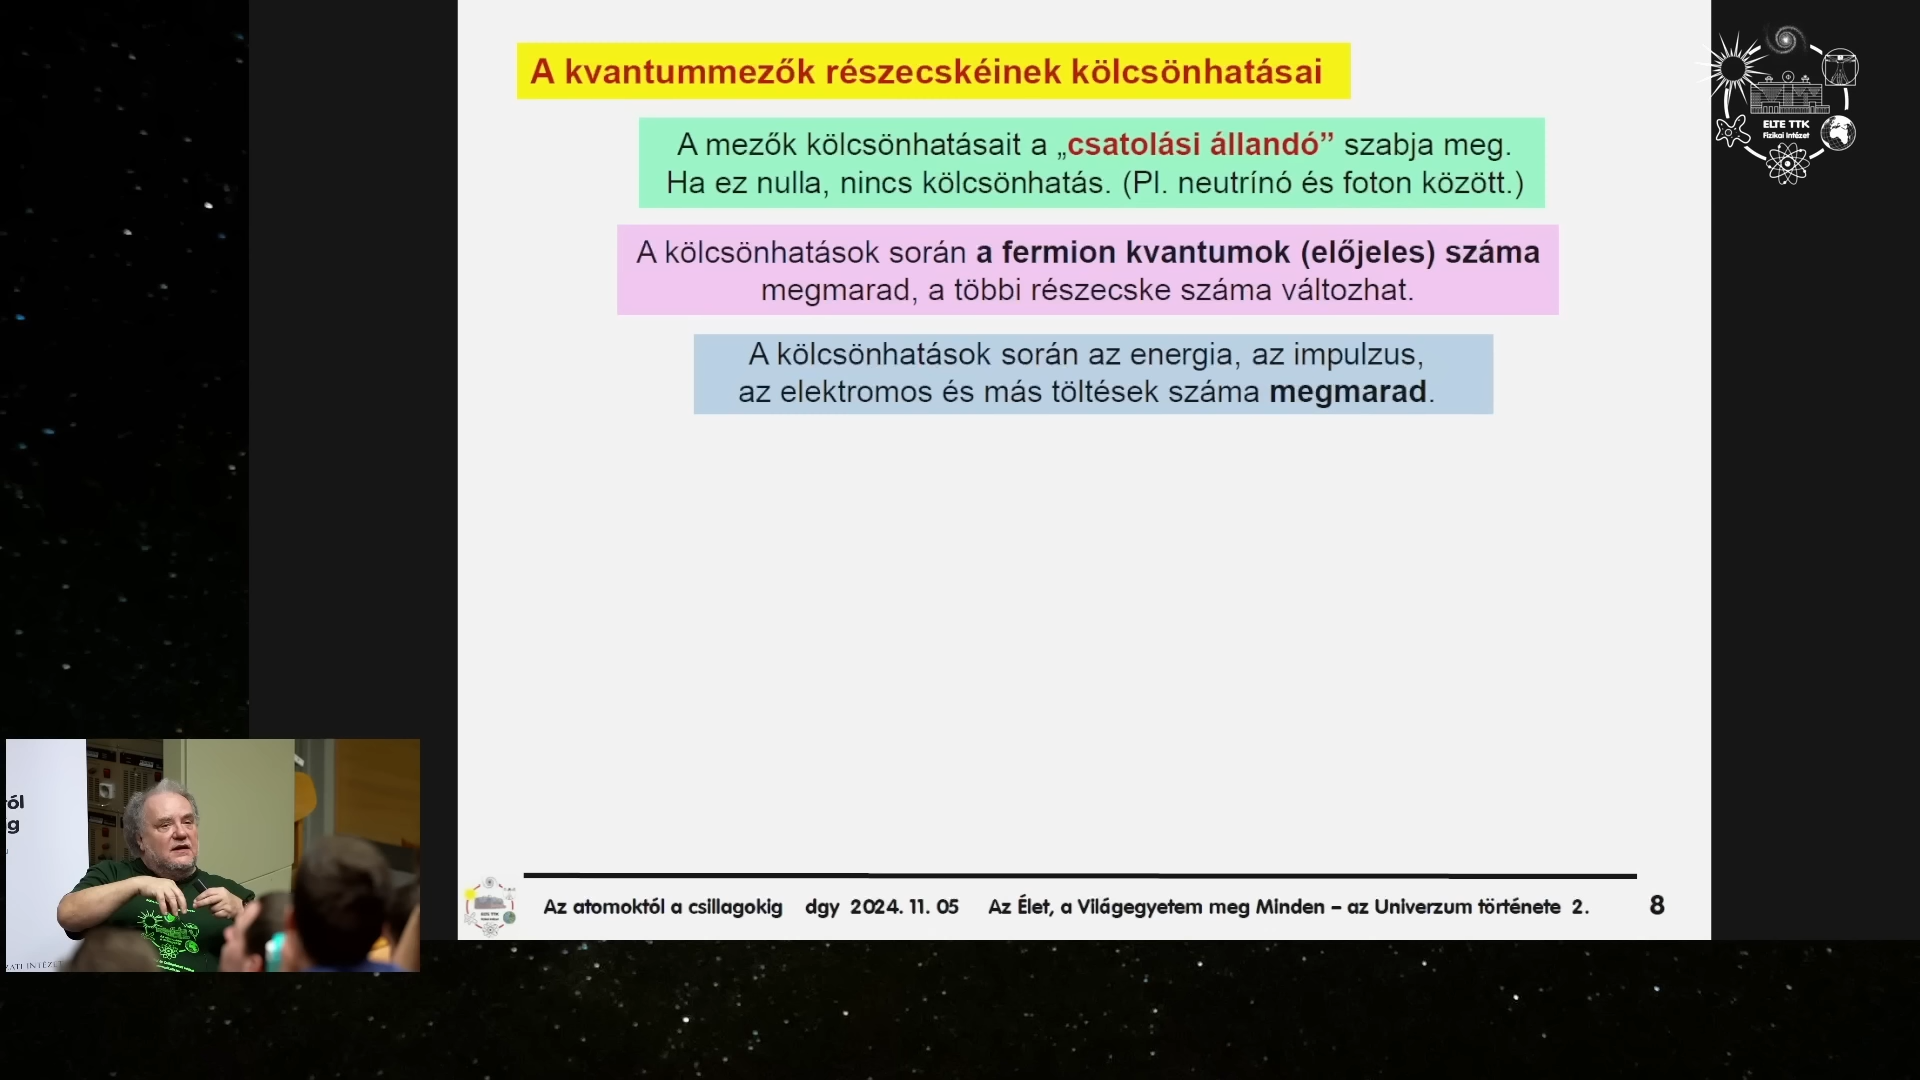 A kvantummezők részecskéinek kölcsönhatásai
A mezők kölcsönhatásait a „csatolási állandó” szabja meg.
Ha ez nulla, nincs kölcsönhatás. (Pl. neutrínó és foton között.)
A kölcsönhatások során a fermion kvantumok (előjeles) száma
megmarad, a többi részecske száma változhat.
A kölcsönhatások során az energia, az impulzus,
az elektromos és más töltések száma megmarad.
ELTE TTK
Fizikai Intézet
Az atomoktól a csillagokig dgy 2024. 11. 05 Az Élet, a Világegyetem meg Minden – az Univerzum története 2. 8